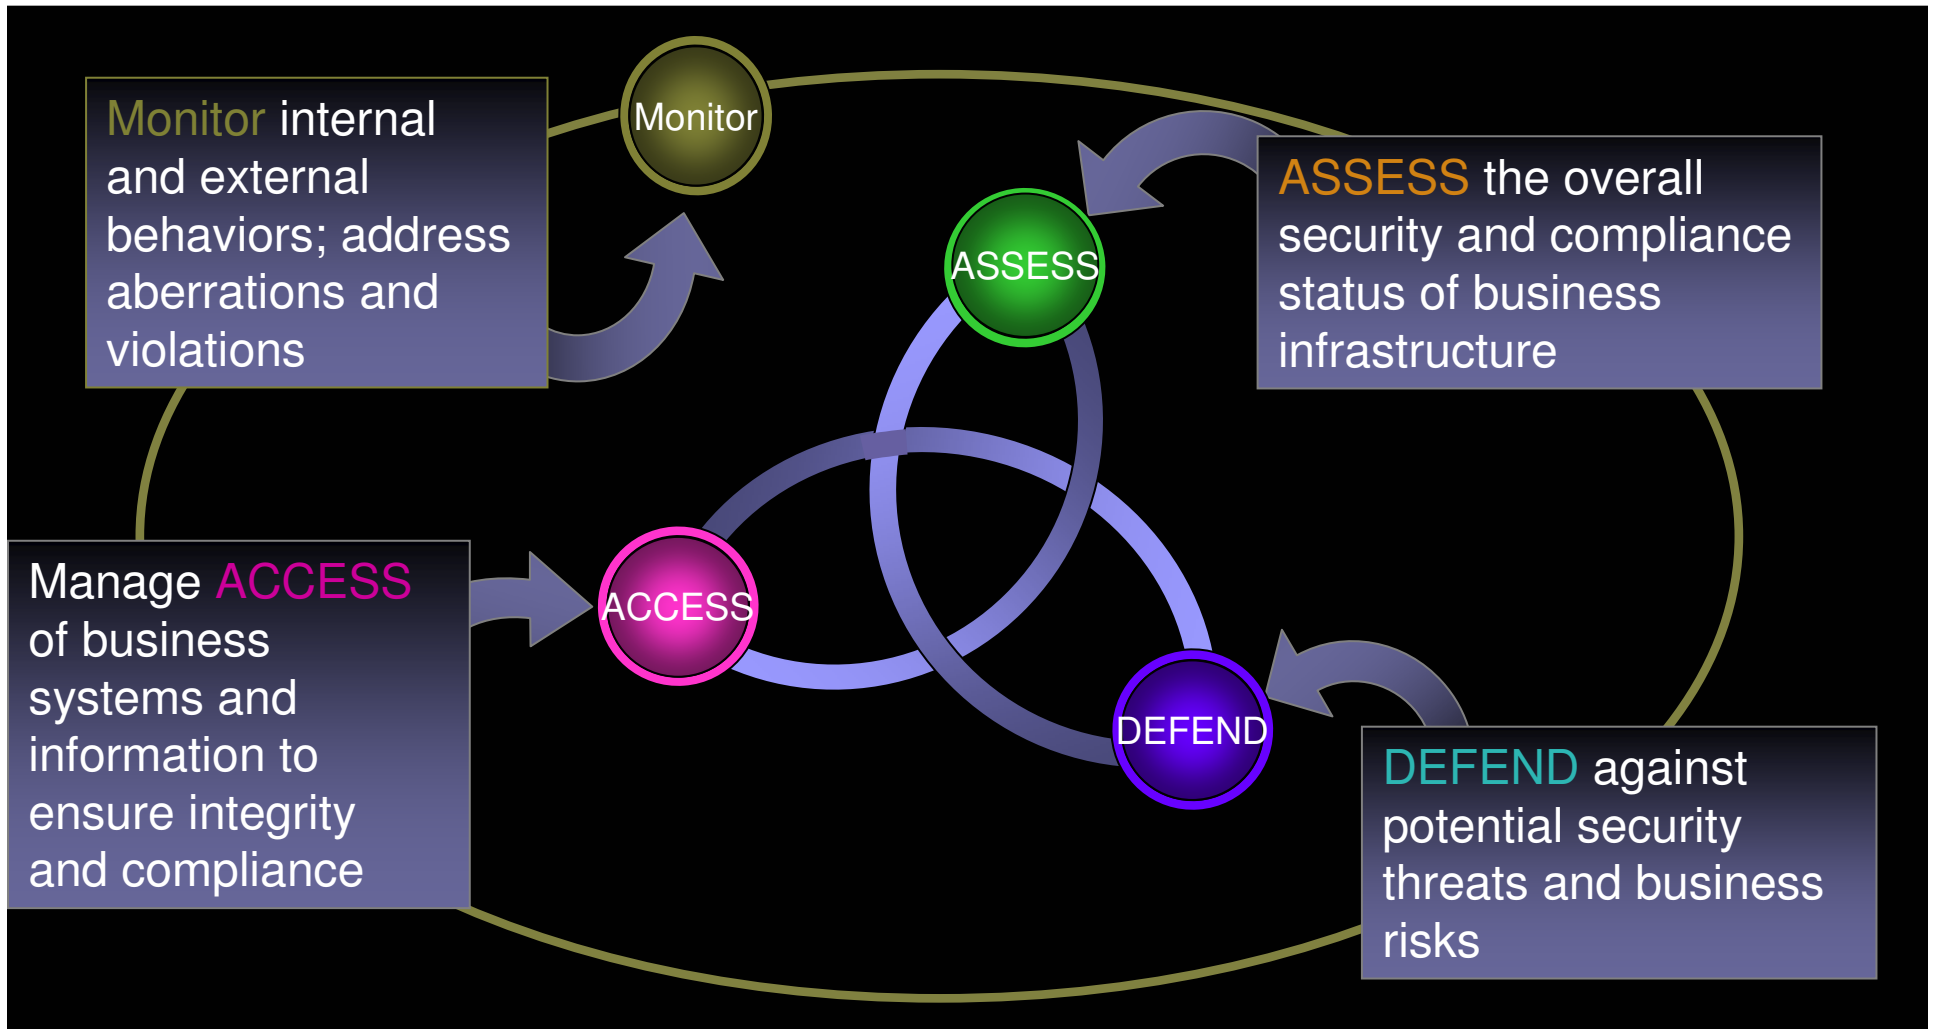 Monitor
Monitor internal
and external
behaviors; address
aberrations and
violations
ASSESS the overall
security and compliance
status of business
infrastructure
ASSESS
Manage ACCESS
of business
systems and
information to
ensure integrity
and compliance
ACCESS
DEFEND
DEFEND against
potential security
threats and business
risks